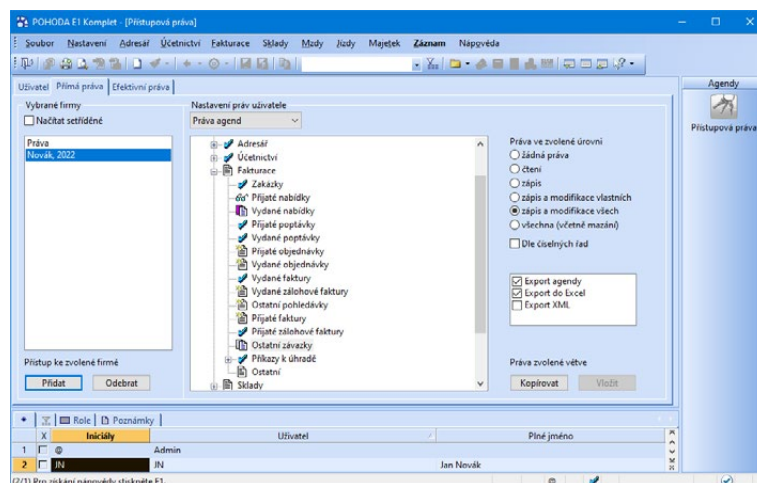 POHODA E1 Komplet - [Přístupová práva]
Soubor Nastavení Adresář Účetnictví Fakturace Sklady Mzdy Jízdy Majetek Záznam Nápověda
Uživatel Přímá práva Efektivní práva
Vybrané firmy
Načítat setříděné
Práva
Novák, 2022
Přístup ke zvolené firmě
Přidat Odebrat
Nastavení práv uživatele
Práva agend
Adresář
Účetnictví
Fakturace
Zakázky
Přijaté nabídky
Vydané nabídky
Přijaté poptávky
Vydané poptávky
Přijaté objednávky
Vydané objednávky
Vydané faktury
Vydané zálohové faktury
Ostatní pohledávky
Přijaté faktury
Přijaté zálohové faktury
Ostatní závazky
Příkazy k úhradě
Ostatní
Sklady
Práva ve zvolené úrovni
žádná práva
čtení
zápis
zápis a modifikace vlastních
zápis a modifikace všech
všechna (včetně mazání)
Dle číselných řad
Export agendy
Export do Excel
Export XML
Práva zvolené větve
Kopírovat Vložit
Agendy
Přístupová práva
Role Poznámky
X Iniciály Uživatel Plné jméno
1 @ Admin
2 JN JN Jan Novák
(2/1) Pro získání nápovědy stiskněte F1. @